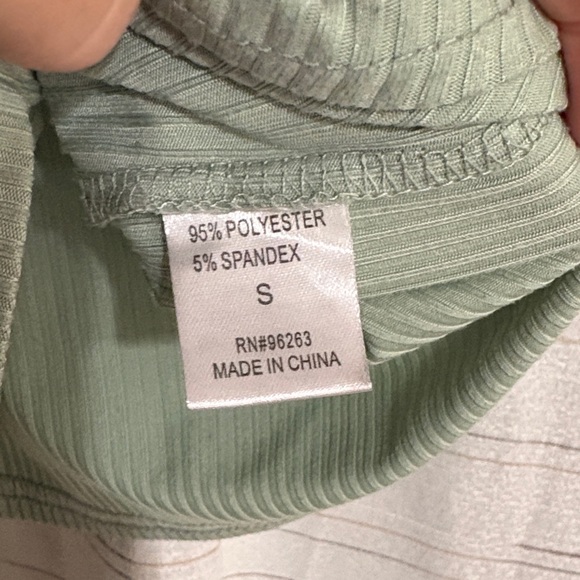 95% POLYESTER
5% SPANDEX
S
RN#96263
MADE IN CHINA